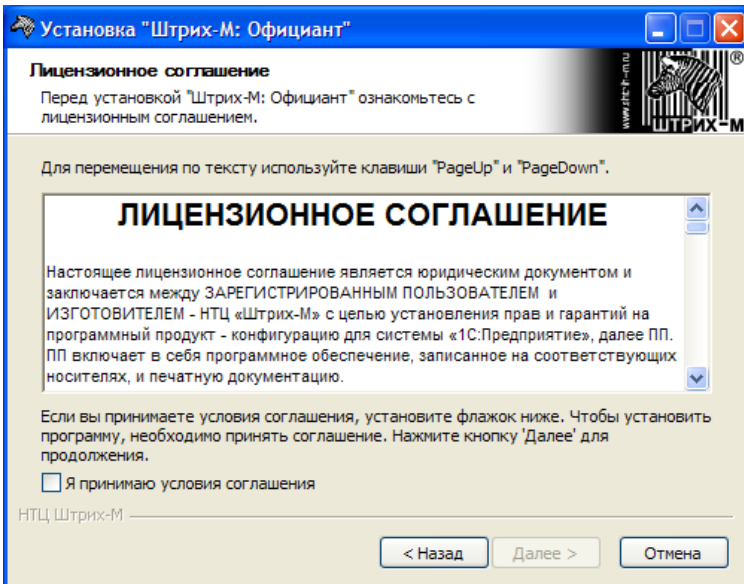 Установка "Штрих-М: Официант"
Лицензионное соглашение
Перед установкой "Штрих-М: Официант" ознакомьтесь с
лицензионным соглашением.
www.shtrih-m.ru
®
ШТРИХ-М
Для перемещения по тексту используйте клавиши "PageUp" и "PageDown".
ЛИЦЕНЗИОННОЕ СОГЛАШЕНИЕ
Настоящее лицензионное соглашение является юридическим документом и
заключается между ЗАРЕГИСТРИРОВАННЫМ ПОЛЬЗОВАТЕЛЕМ и
ИЗГОТОВИТЕЛЕМ - НТЦ «Штрих-М» с целью установления прав и гарантий на
программный продукт - конфигурацию для системы «1С:Предприятие», далее ПП.
ПП включает в себя программное обеспечение, записанное на соответствующих
носителях, и печатную документацию.
Если вы принимаете условия соглашения, установите флажок ниже. Чтобы установить
программу, необходимо принять соглашение. Нажмите кнопку 'Далее' для
продолжения.
Я принимаю условия соглашения
НТЦ Штрих-М
< Назад
Далее >
Отмена